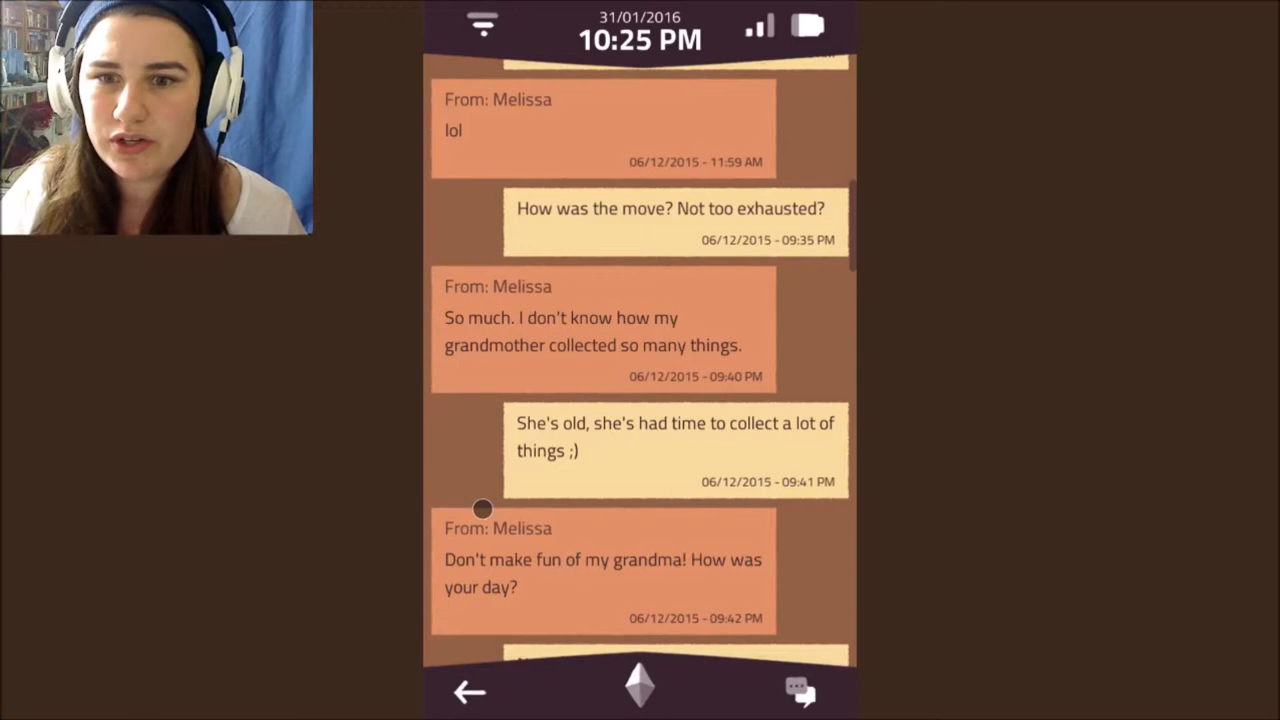 31/01/2016
10:25 PM
From: Melissa
lol
06/12/2015 - 11:59 AM
How was the move? Not too exhausted?
06/12/2015 - 09:35 PM
From: Melissa
So much. I don't know how my
grandmother collected so many things.
06/12/2015 - 09:40 PM
She's old, she's had time to collect a lot of
things ;)
06/12/2015 - 09:41 PM
From: Melissa
Don't make fun of my grandma! How was
your day?
06/12/2015 - 09:42 PM